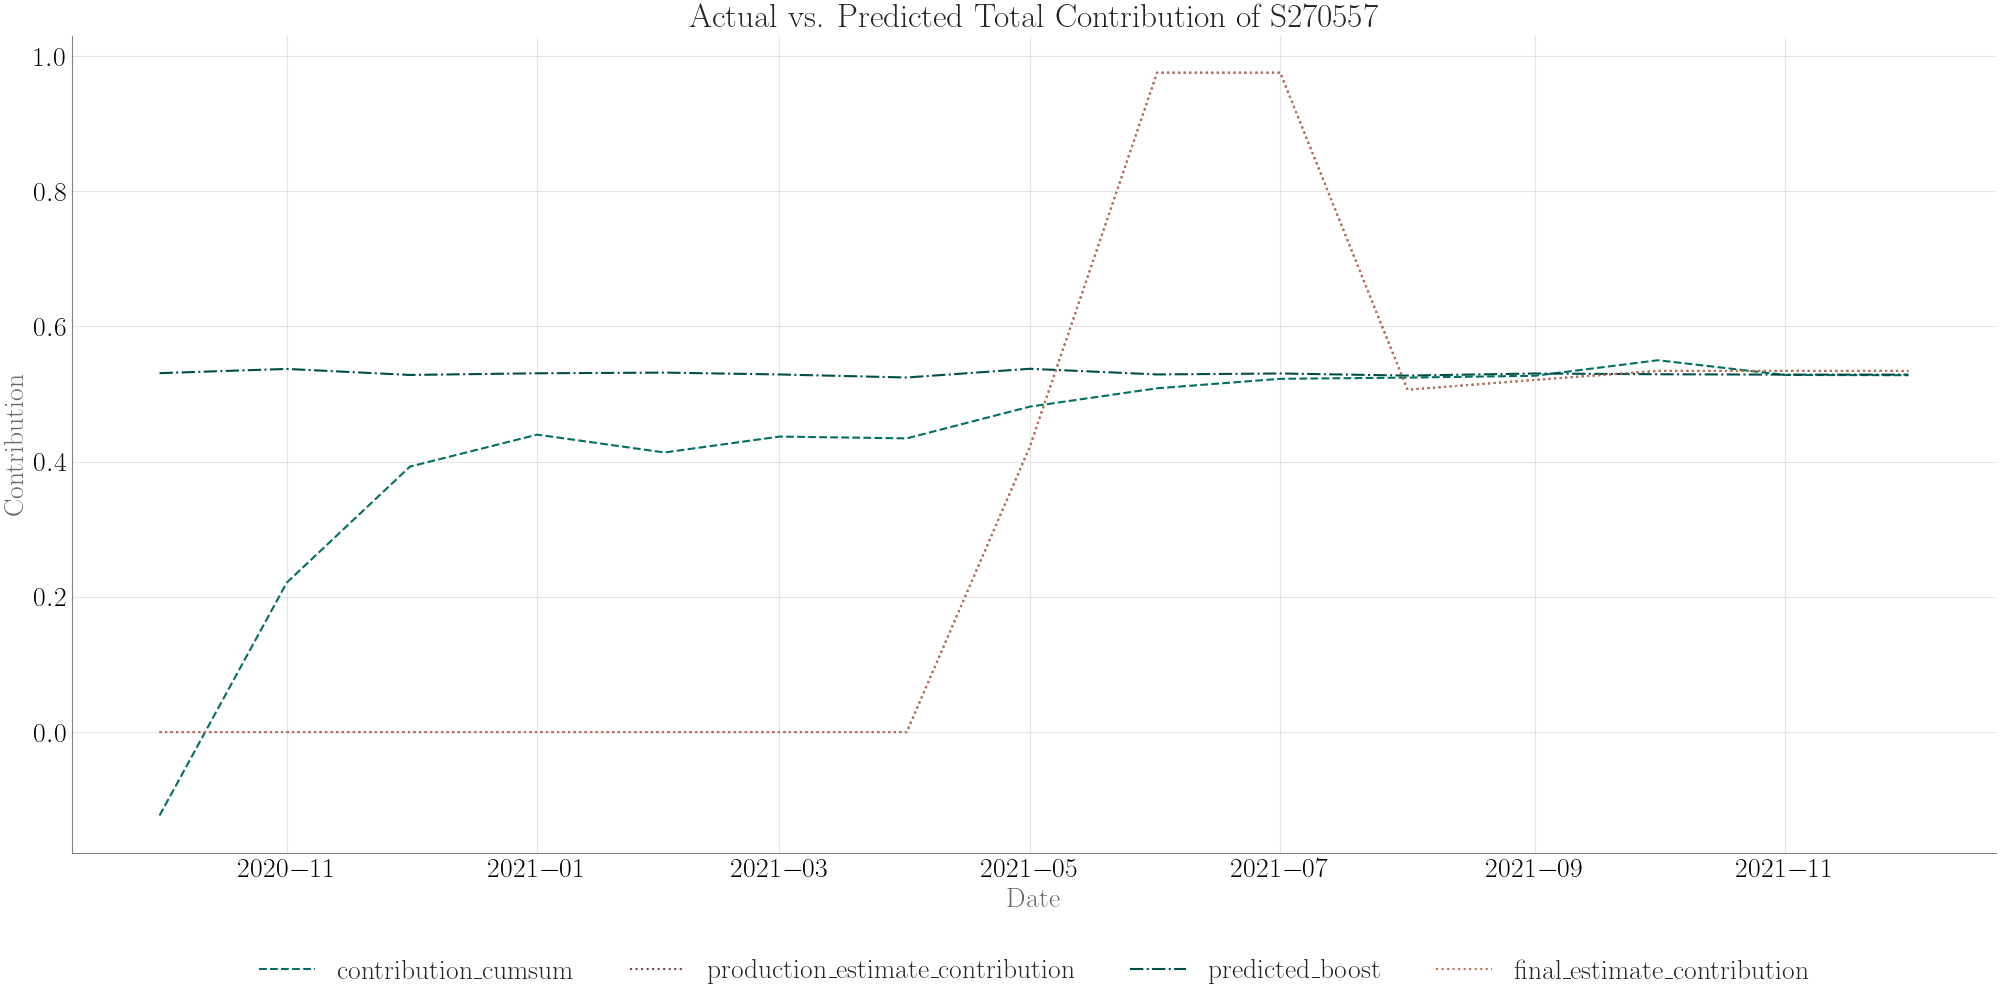 Actual vs. Predicted Total Contribution of S270557
1.0
0.8
0.6
0.4
0.2
0.0
Contribution
2020−11 2021−01 2021−03 2021−05 2021−07 2021−09 2021−11
Date
contribution_cumsum production_estimate_contribution predicted_boost final_estimate_contribution